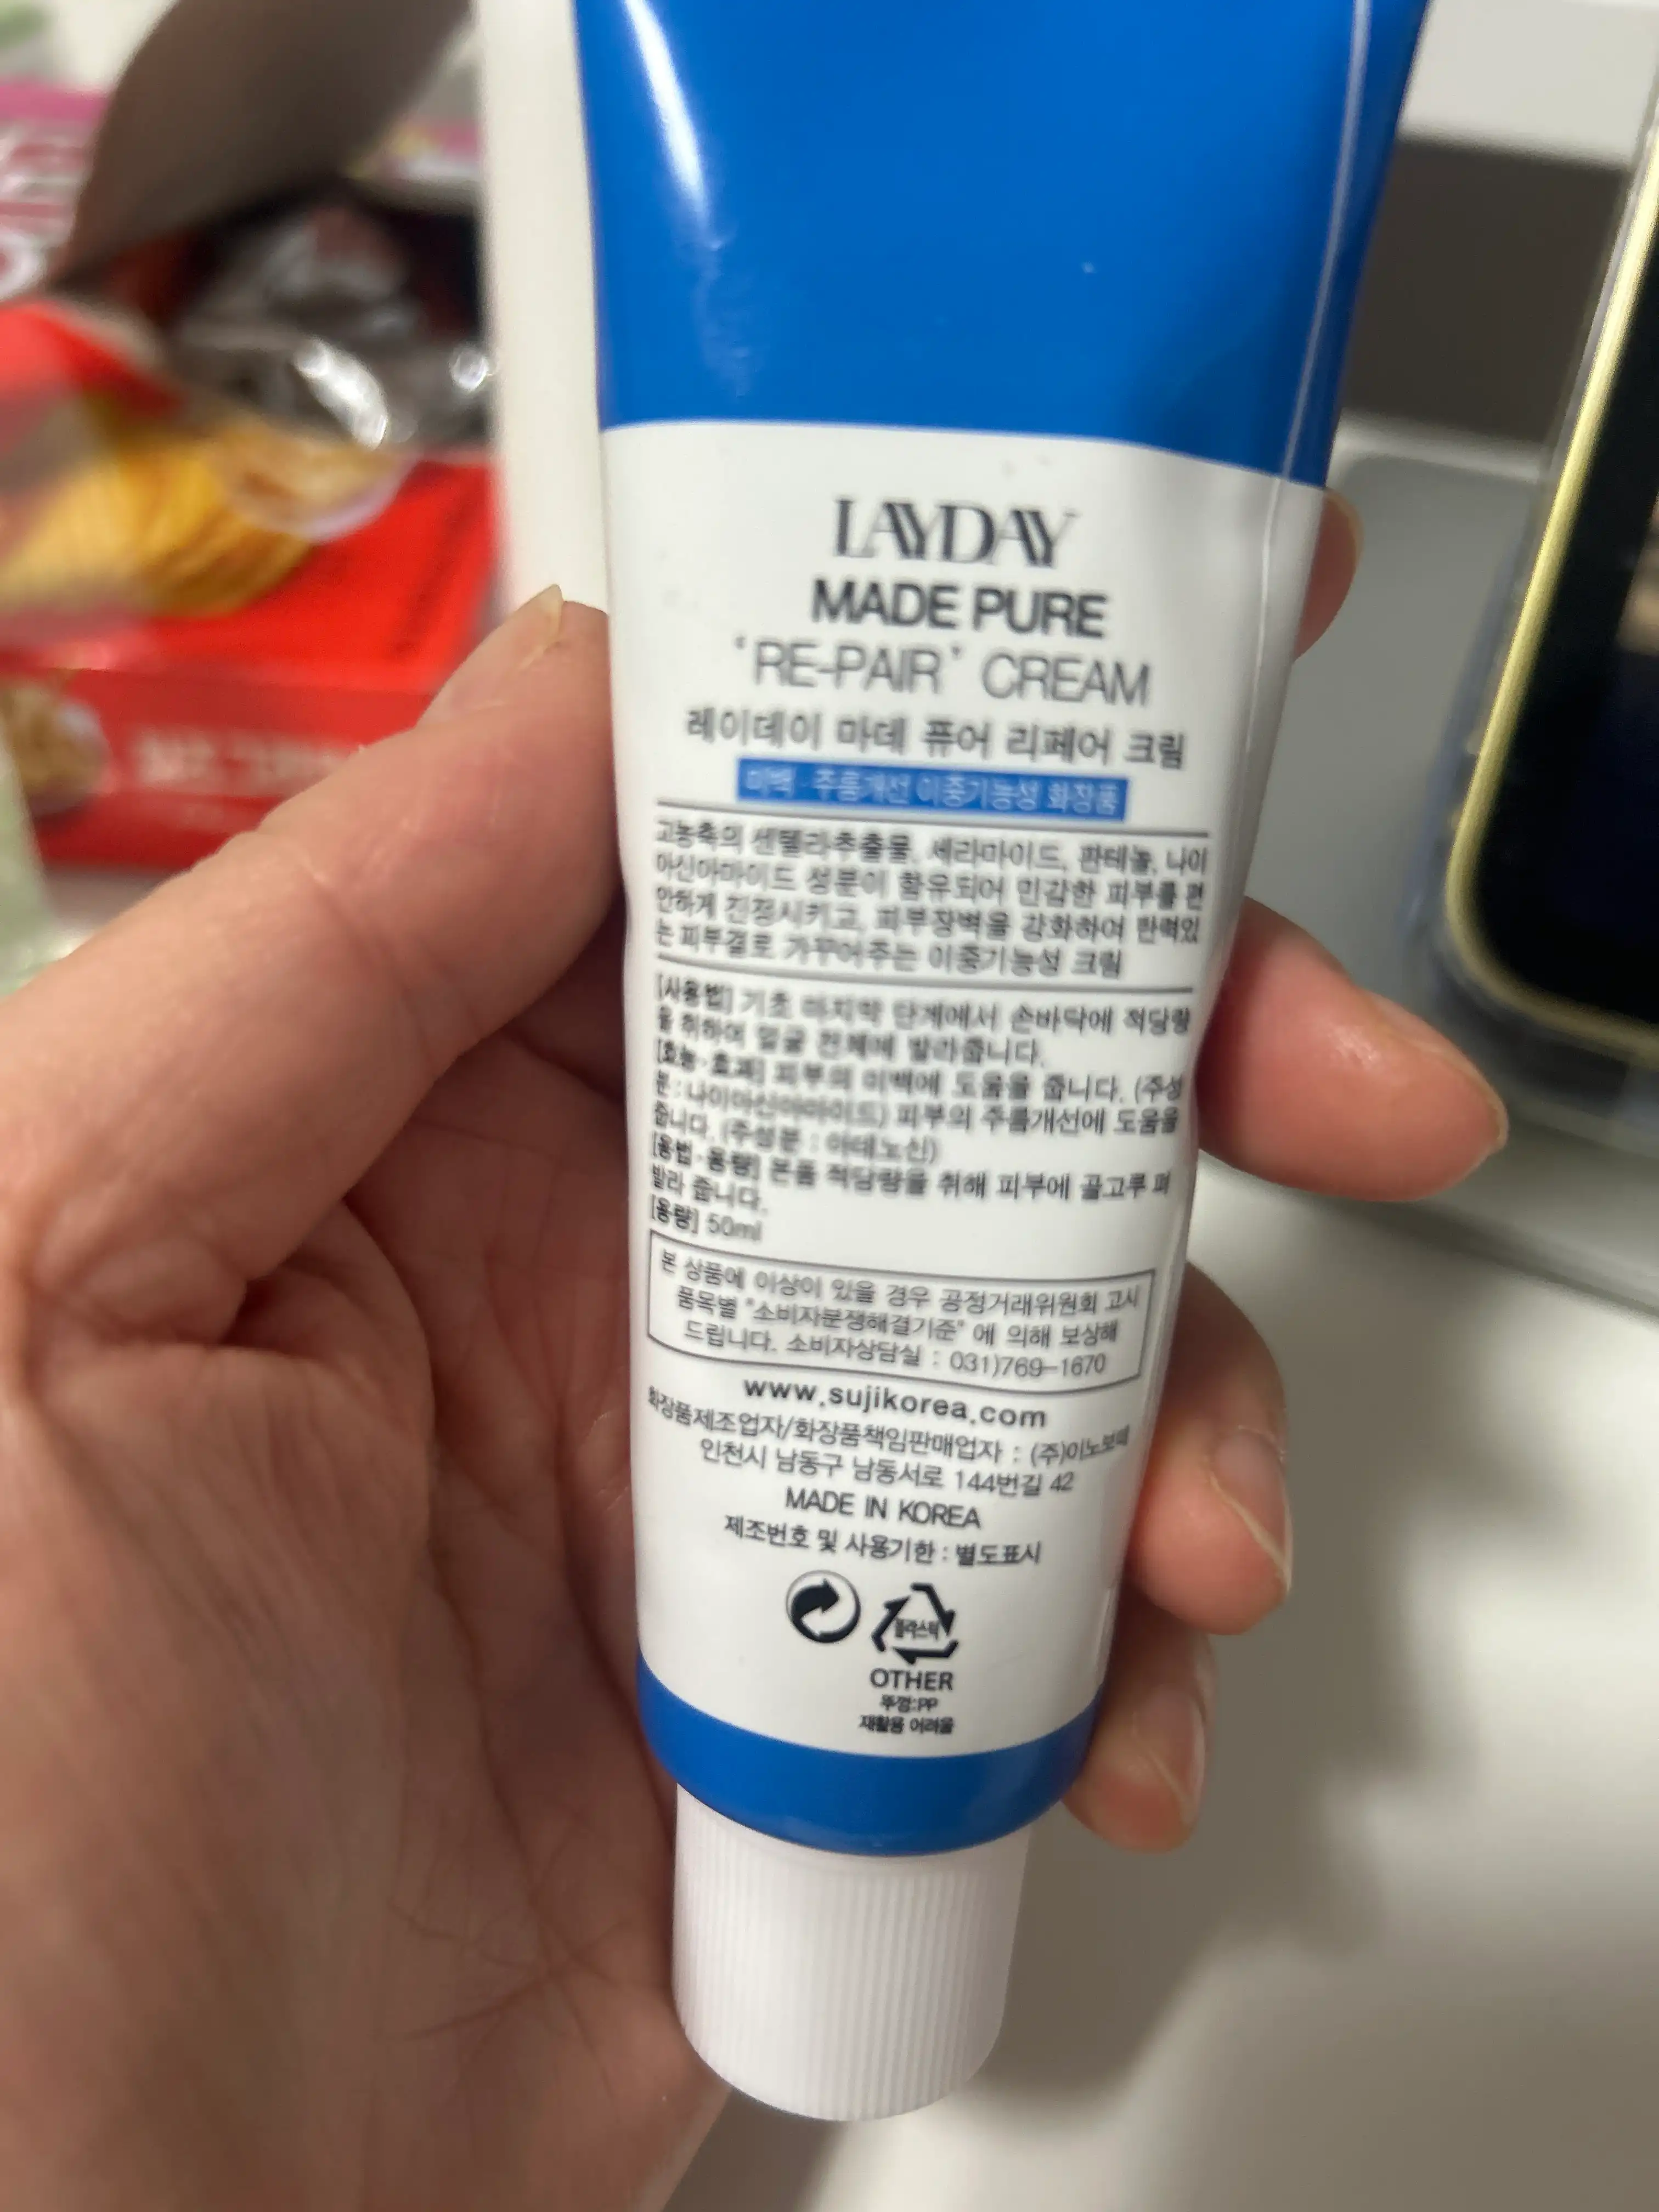 LAYDAY
MADE PURE
‘RE-PAIR’ CREAM
레이데이 마데 퓨어 리페어 크림
미백 · 주름개선 이중기능성 화장품
고농축의 센텔라추출물, 세라마이드, 판테놀, 나이
아신아마이드 성분이 함유되어 민감한 피부를 편
안하게 진정시키고, 피부장벽을 강화하여 탄력있
는 피부결로 가꾸어주는 이중기능성 크림
[사용법] 기초 마지막 단계에서 손바닥에 적당량
을 취하여 얼굴 전체에 발라줍니다.
[효능·효과] 피부의 미백에 도움을 줍니다. (주성
분 : 나이아신아마이드) 피부의 주름개선에 도움을
줍니다. (주성분 : 아데노신)
[용법·용량] 본품 적당량을 취해 피부에 골고루 펴
발라 줍니다.
[용량] 50ml
본 상품에 이상이 있을 경우 공정거래위원회 고시
품목별 "소비자분쟁해결기준" 에 의해 보상해
드립니다. 소비자상담실 : 031)769-1670
www.sujikorea.com
화장품제조업자/화장품책임판매업자 : (주)이노보떼
인천시 남동구 남동서로 144번길 42
MADE IN KOREA
제조번호 및 사용기한 : 별도표시
플라스틱
OTHER
뚜껑:PP
재활용 어려움